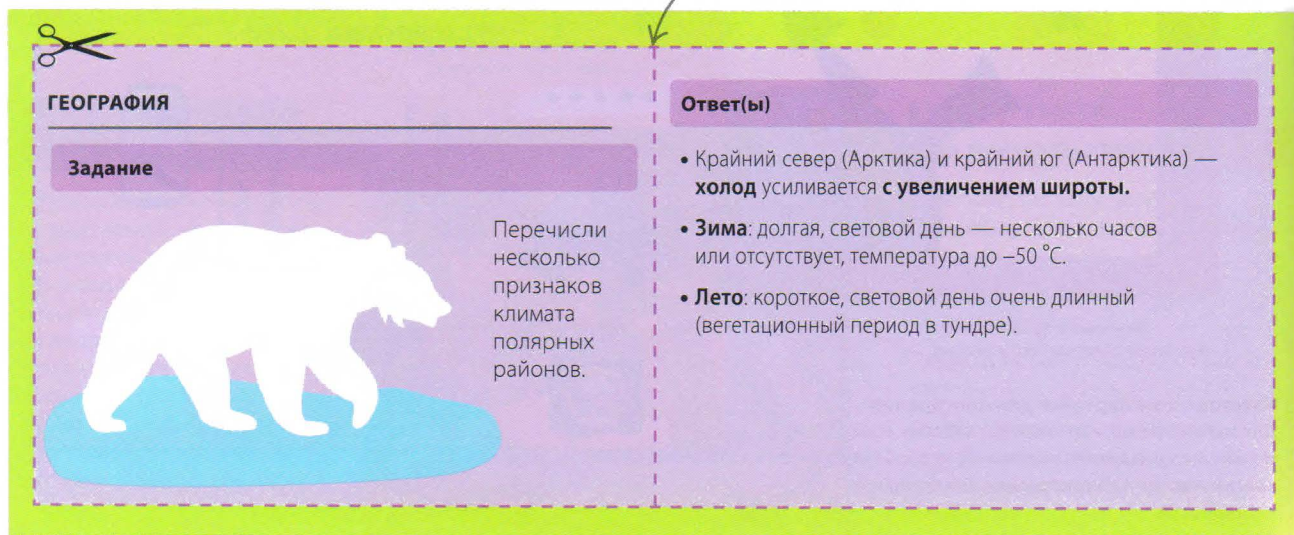 ГЕОГРАФИЯ
Задание
Перечисли
несколько
признаков
климата
полярных
районов.
Ответ(ы)
• Крайний север (Арктика) и крайний юг (Антарктика) —
холод усиливается с увеличением широты.
• Зима: долгая, световой день — несколько часов
или отсутствует, температура до –50 °С.
• Лето: короткое, световой день очень длинный
(вегетационный период в тундре).